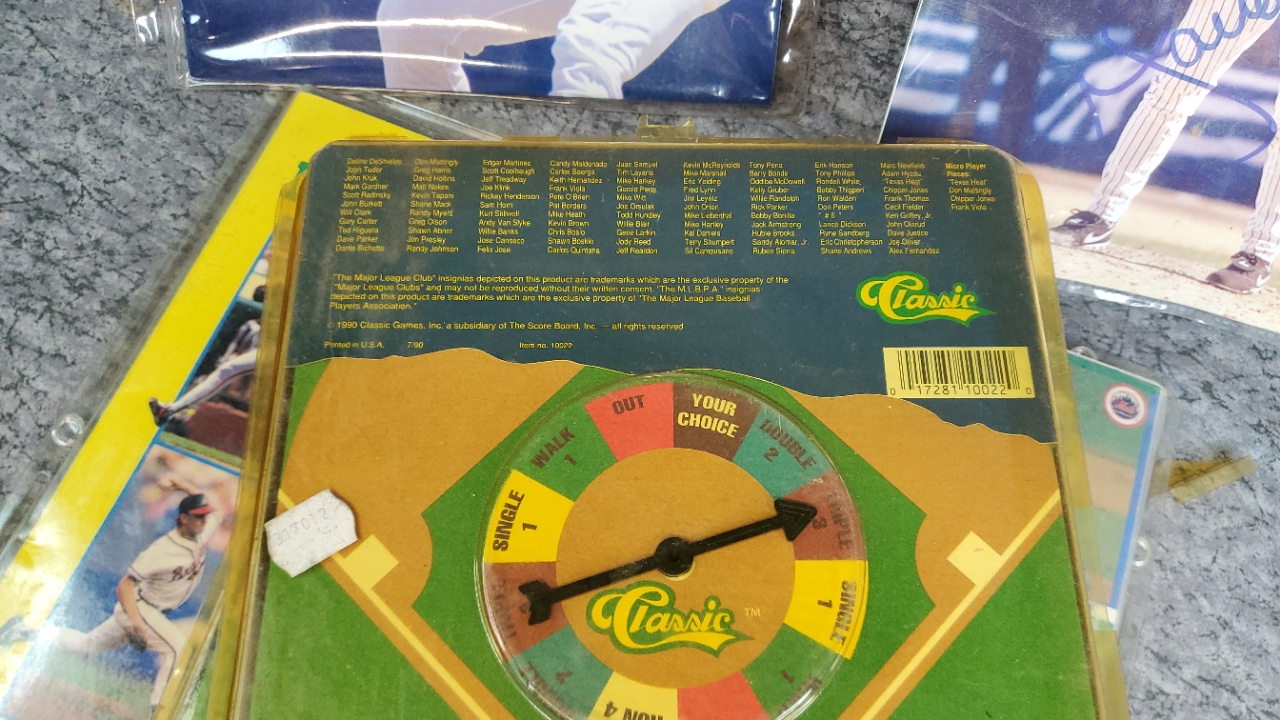 Delino DeShields
John Tudor
John Kruk
Mark Gardner
Scott Radinsky
John Burkett
Will Clark
Gary Carter
Ted Higuera
Dave Parker
Dante Bichette
Don Mattingly
Greg Harris
David Hollins
Matt Nokes
Kevin Tapani
Shane Mack
Randy Myers
Greg Olson
Shawn Abner
Jim Presley
Randy Johnson
Edgar Martinez
Scott Coolbaugh
Jeff Treadway
Joe Klink
Rickey Henderson
Sam Horn
Kurt Stillwell
Andy Van Slyke
Willie Banks
Jose Canseco
Felix Jose
Candy Maldonado
Carlos Baerga
Keith Hernandez
Frank Viola
Pete O'Brien
Pat Borders
Mike Heath
Kevin Brown
Chris Bosio
Shawn Boskie
Carlos Quintana
Juan Samuel
Tim Layana
Mike Harkey
Gerald Perry
Mike Witt
Joe Orsulak
Todd Hundley
Willie Blair
Gene Larkin
Jody Reed
Jeff Reardon
Kevin McReynolds
Mike Marshall
Eric Yelding
Fred Lynn
Jim Leyritz
John Orton
Mike Lieberthal
Mike Hartley
Kal Daniels
Terry Shumpert
Sil Campusano
Tony Pena
Barry Bonds
Oddibe McDowell
Kelly Gruber
Willie Randolph
Rick Parker
Bobby Bonilla
Jack Armstrong
Hubie Brooks
Sandy Alomar, Jr.
Ruben Sierra
Erik Hanson
Tony Phillips
Rondell White
Bobby Thigpen
Ron Walden
Don Peters
" # 6 "
Lance Dickson
Ryne Sandberg
Eric Christopherson
Shane Andrews
Marc Newfield
Adam Hyzdu
"Texas Heat"
Chipper Jones
Frank Thomas
Cecil Fielder
Ken Griffey, Jr.
John Olerud
Dave Justice
Joe Oliver
Alex Fernandez
Micro Player
Pieces:
"Texas Heat"
Don Mattingly
Chipper Jones
Frank Viola
"The Major League Club" insignias depicted on this product are trademarks which are the exclusive property of the
"Major League Clubs" and may not be reproduced without their written consent. "The M.L.B.P.A." insignias
depicted on this product are trademarks which are the exclusive property of "The Major League Baseball
Players Association."
© 1990 Classic Games, Inc. a subsidiary of The Score Board, Inc. — all rights reserved
Printed in U.S.A. 7/90 Item no. 10022
Classic
0 17281 10022 0
OUT
YOUR
CHOICE
WALK
1
DOUBLE
2
SINGLE
1
TRIPLE
3
SINGLE
1
Classic ™
2
1
RUN 4